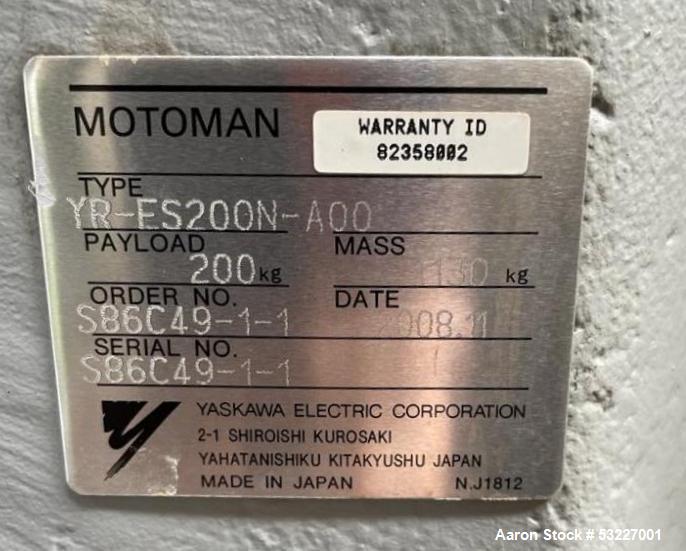 MOTOMAN
WARRANTY ID
82358002
TYPE
YR-ES200N-A00
PAYLOAD MASS
200 kg kg
ORDER NO. DATE
S86C49-1-1 2008.11
SERIAL NO.
S86C49-1-1
YASKAWA ELECTRIC CORPORATION
2-1 SHIROISHI KUROSAKI
YAHATANISHIKU KITAKYUSHU JAPAN
MADE IN JAPAN N.J1812
Aaron Stock # 53227001